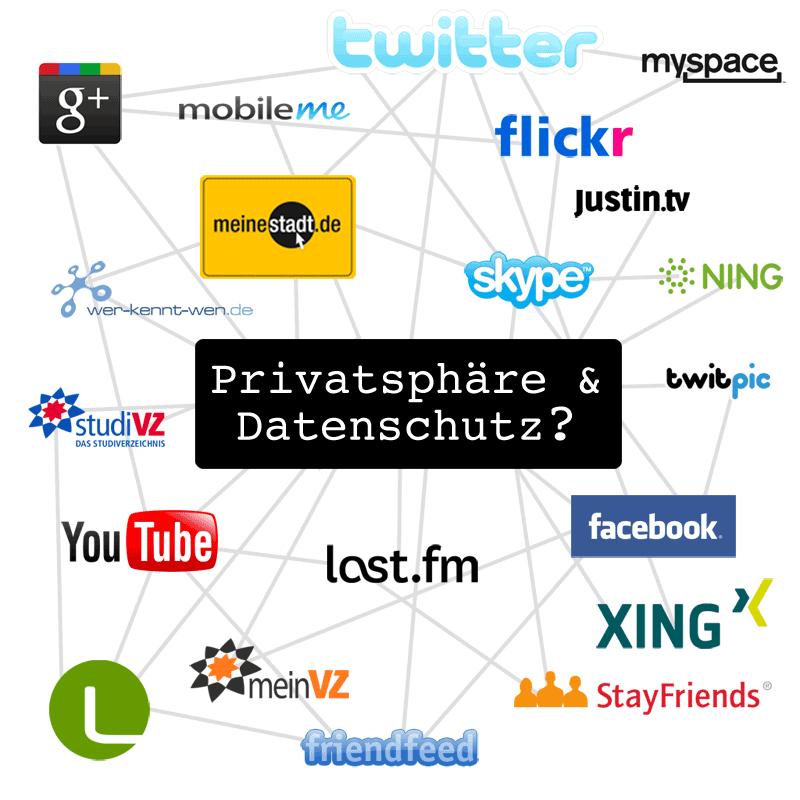 twitter
myspace
g+
mobileme
flickr
meinestadt.de
Justin.tv
skype™
NING
wer-kennt-wen.de
Privatsphäre &
Datenschutz?
twitpic
studiVZ
DAS STUDIVERZEICHNIS
YouTube
facebook
last.fm
XING
meinVZ
StayFriends®
L
friendfeed